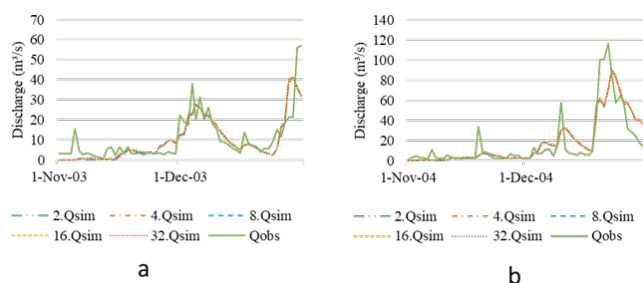 70
60
50
40
30
20
10
0
Discharge (m³/s)
1-Nov-03 1-Dec-03
2.Qsim 4.Qsim 8.Qsim
16.Qsim 32.Qsim Qobs
a
140
120
100
80
60
40
20
0
Discharge (m³/s)
1-Nov-04 1-Dec-04
2.Qsim 4.Qsim 8.Qsim
16.Qsim 32.Qsim Qobs
b